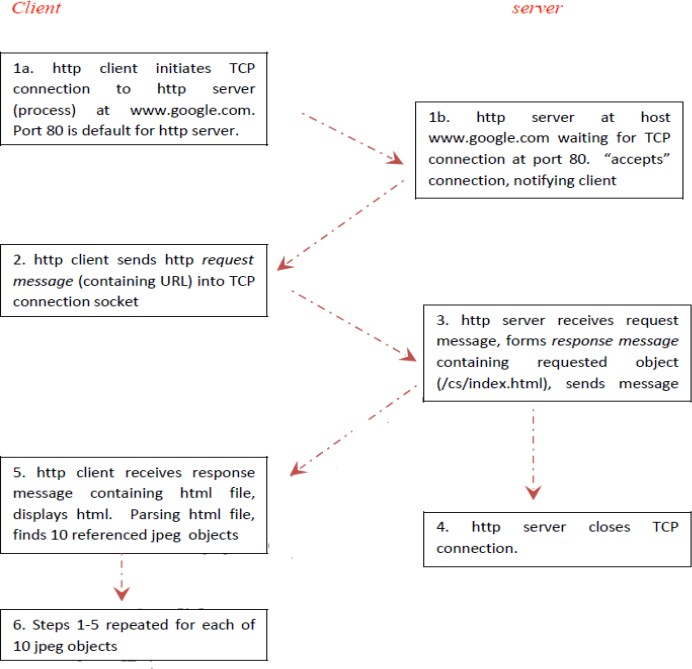 Client
server
1a. http client initiates TCP
connection to http server
(process) at www.google.com.
Port 80 is default for http server.
1b. http server at host
www.google.com waiting for TCP
connection at port 80. “accepts”
connection, notifying client
2. http client sends http request
message (containing URL) into TCP
connection socket
3. http server receives request
message, forms response message
containing requested object
(/cs/index.html), sends message
5. http client receives response
message containing html file,
displays html. Parsing html file,
finds 10 referenced jpeg objects
4. http server closes TCP
connection.
6. Steps 1-5 repeated for each of
10 jpeg objects